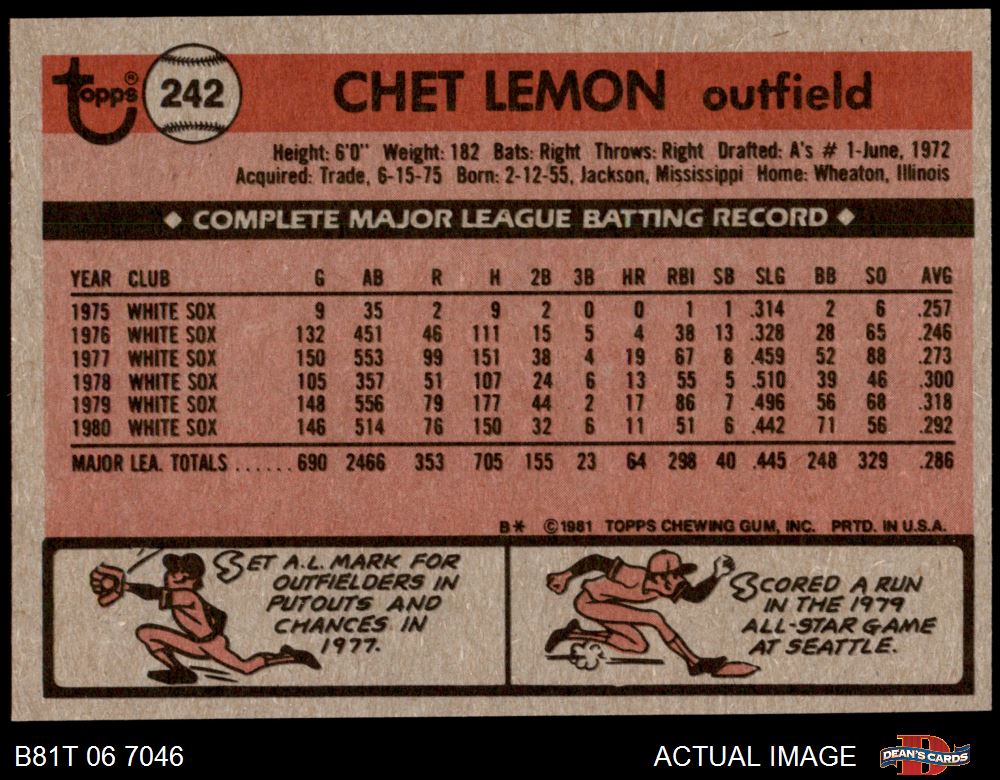 Topps® 242 CHET LEMON outfield
Height: 6'0" Weight: 182 Bats: Right Throws: Right Drafted: A's # 1-June, 1972
Acquired: Trade, 6-15-75 Born: 2-12-55, Jackson, Mississippi Home: Wheaton, Illinois
◆ COMPLETE MAJOR LEAGUE BATTING RECORD ◆
YEAR CLUB G AB R H 2B 3B HR RBI SB SLG BB SO AVG
1975 WHITE SOX 9 35 2 9 2 0 0 1 1 .314 2 6 .257
1976 WHITE SOX 132 451 46 111 15 5 4 38 13 .328 28 65 .246
1977 WHITE SOX 150 553 99 151 38 4 19 67 8 .459 52 88 .273
1978 WHITE SOX 105 357 51 107 24 6 13 55 5 .510 39 46 .300
1979 WHITE SOX 148 556 79 177 44 2 17 86 7 .496 56 68 .318
1980 WHITE SOX 146 514 76 150 32 6 11 51 6 .442 71 56 .292
MAJOR LEA. TOTALS ...... 690 2466 353 705 155 23 64 298 40 .445 248 329 .286
B* ©1981 TOPPS CHEWING GUM, INC. PRTD. IN U.S.A.
SET A.L. MARK FOR
OUTFIELDERS IN
PUTOUTS AND
CHANCES IN
1977.
SCORED A RUN
IN THE 1979
ALL-STAR GAME
AT SEATTLE.
B81T 06 7046 ACTUAL IMAGE DEAN'S CARDS